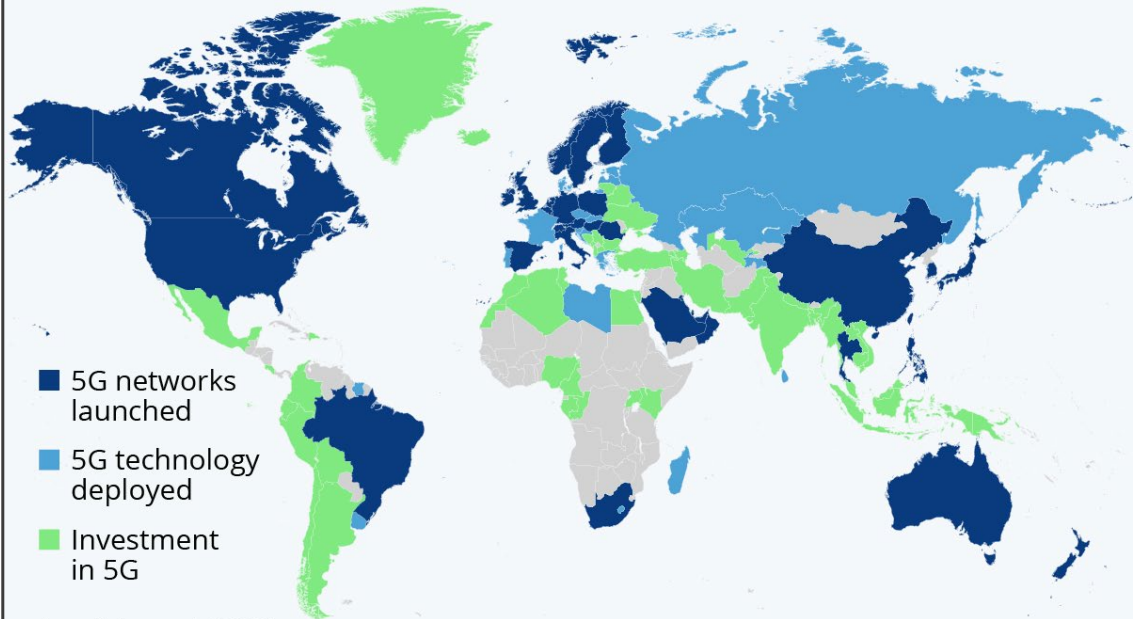 5G networks
launched
5G technology
deployed
Investment
in 5G